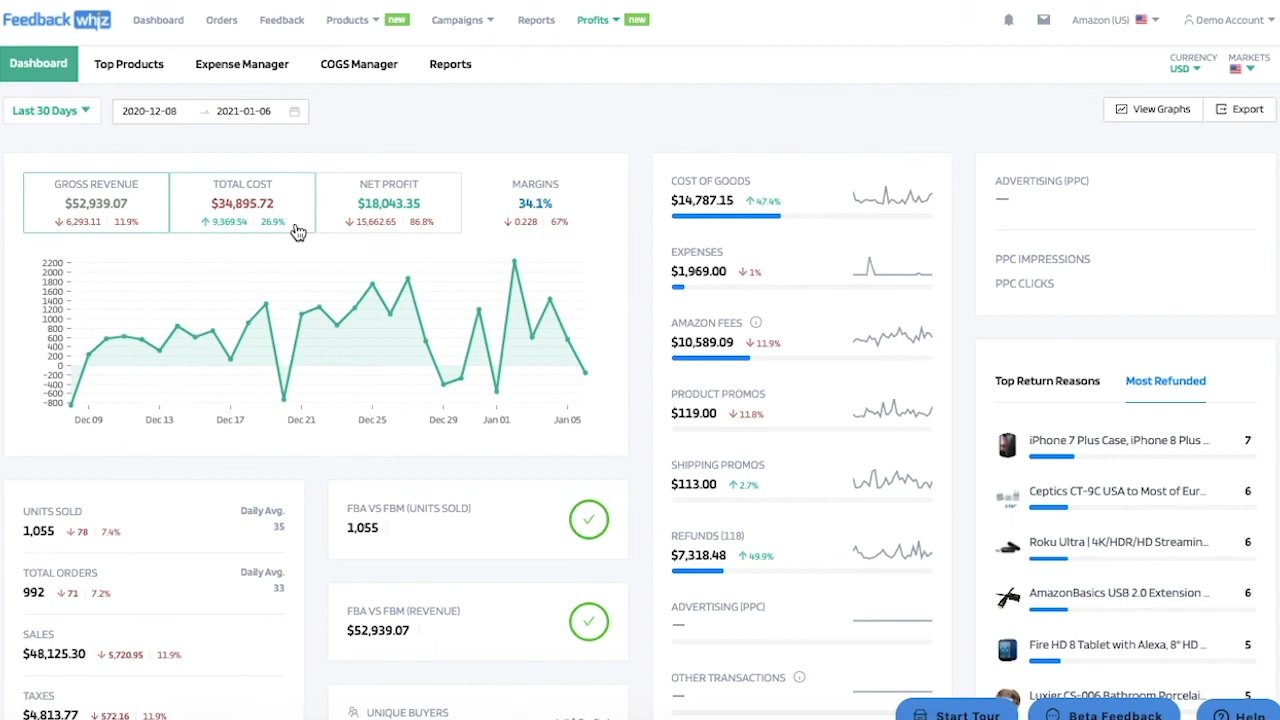 Feedback whiz Dashboard Orders Feedback Products new Campaigns Reports Profits new Amazon (US) Demo Account
Dashboard Top Products Expense Manager COGS Manager Reports
CURRENCY MARKETS
USD
Last 30 Days 2020-12-08 → 2021-01-06 View Graphs Export
GROSS REVENUE
$52,939.07
↓ 6,293.11 11.9%
TOTAL COST
$34,895.72
↑ 9,369.54 26.9%
NET PROFIT
$18,043.35
↓ 15,662.65 86.8%
MARGINS
34.1%
↓ 0.228 67%
2200
2000
1800
1600
1400
1200
1000
800
600
400
200
0
-200
-400
-600
-800
Dec 09 Dec 13 Dec 17 Dec 21 Dec 25 Dec 29 Jan 01 Jan 05
UNITS SOLD Daily Avg.
1,055 ↓ 78 7.4% 35
TOTAL ORDERS Daily Avg.
992 ↓ 71 7.2% 33
SALES
$48,125.30 ↓ 5,720.95 11.9%
TAXES
$4,813.77 ↓ 572.16 11.9%
FBA VS FBM (UNITS SOLD)
1,055
FBA VS FBM (REVENUE)
$52,939.07
UNIQUE BUYERS
COST OF GOODS
$14,787.15 ↑ 47.4%
EXPENSES
$1,969.00 ↓ 1%
AMAZON FEES
$10,589.09 ↓ 11.9%
PRODUCT PROMOS
$119.00 ↓ 11.8%
SHIPPING PROMOS
$113.00 ↑ 2.7%
REFUNDS (118)
$7,318.48 ↑ 49.9%
ADVERTISING (PPC)
—
OTHER TRANSACTIONS
—
ADVERTISING (PPC)
—
PPC IMPRESSIONS
PPC CLICKS
Top Return Reasons Most Refunded
iPhone 7 Plus Case, iPhone 8 Plus ... 7
Ceptics CT-9C USA to Most of Eur... 6
Roku Ultra | 4K/HDR/HD Streamin... 6
AmazonBasics USB 2.0 Extension ... 6
Fire HD 8 Tablet with Alexa, 8" HD ... 5
Luxier CS-006 Bathroom Porcelai... 5
Start Tour Beta Feedback Help